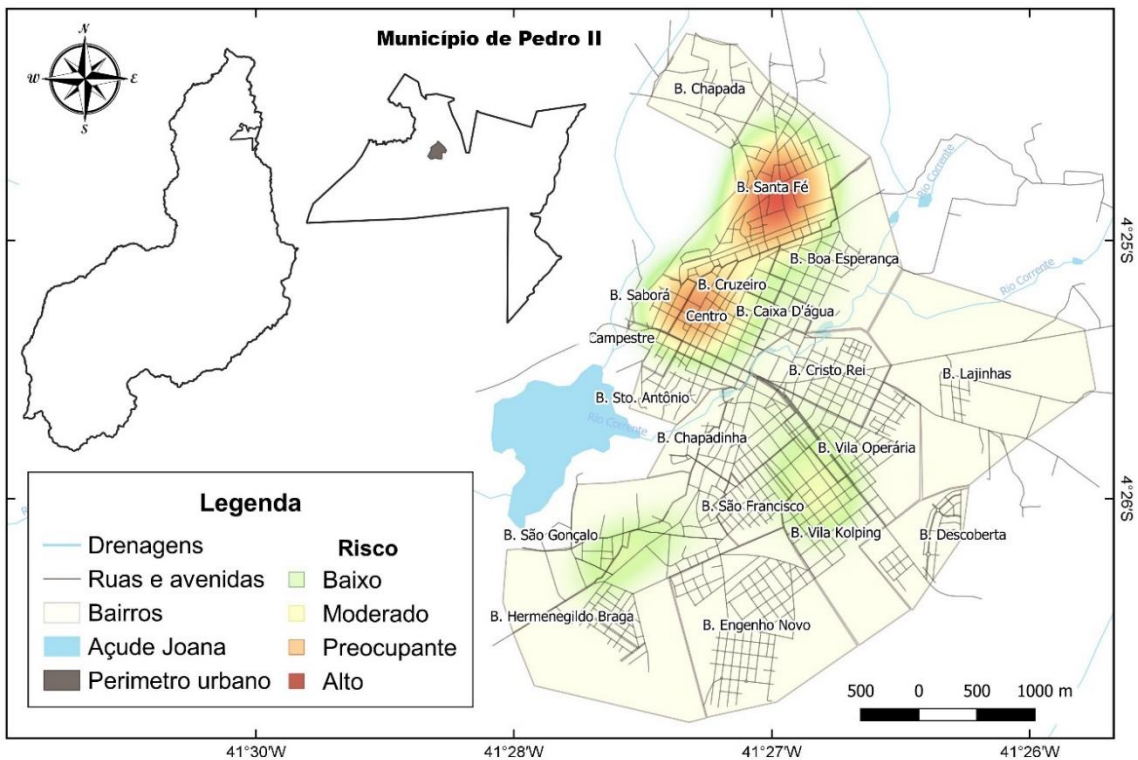 Município de Pedro II
N
W E
S
B. Chapada
B. Santa Fé
Rio Corrente
4°25'S
B. Boa Esperança
Rio Corrente
B. Cruzeiro
B. Saborá
Centro
B. Caixa D'água
Campestre
B. Cristo Rei
B. Lajinhas
B. Sto. Antônio
Rio Corrente
B. Chapadinha
B. Vila Operária
4°26'S
B. São Francisco
B. São Gonçalo
B. Vila Kolping
B. Descoberta
B. Hermenegildo Braga
B. Engenho Novo
Legenda
Drenagens
Ruas e avenidas
Bairros
Açude Joana
Perimetro urbano
Risco
Baixo
Moderado
Preocupante
Alto
500 0 500 1000 m
41°30'W 41°28'W 41°27'W 41°26'W